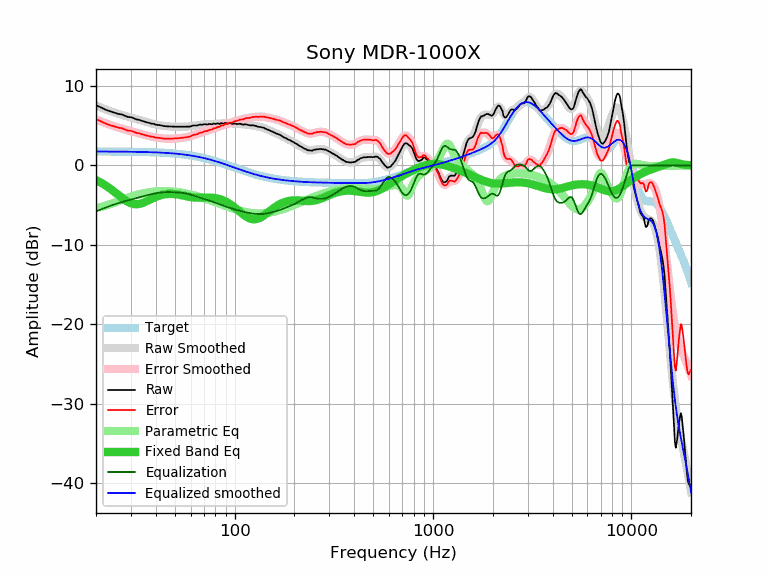 Sony MDR-1000X
Amplitude (dBr)
10
0
−10
−20
−30
−40
Target
Raw Smoothed
Error Smoothed
Raw
Error
Parametric Eq
Fixed Band Eq
Equalization
Equalized smoothed
100
1000
10000
Frequency (Hz)